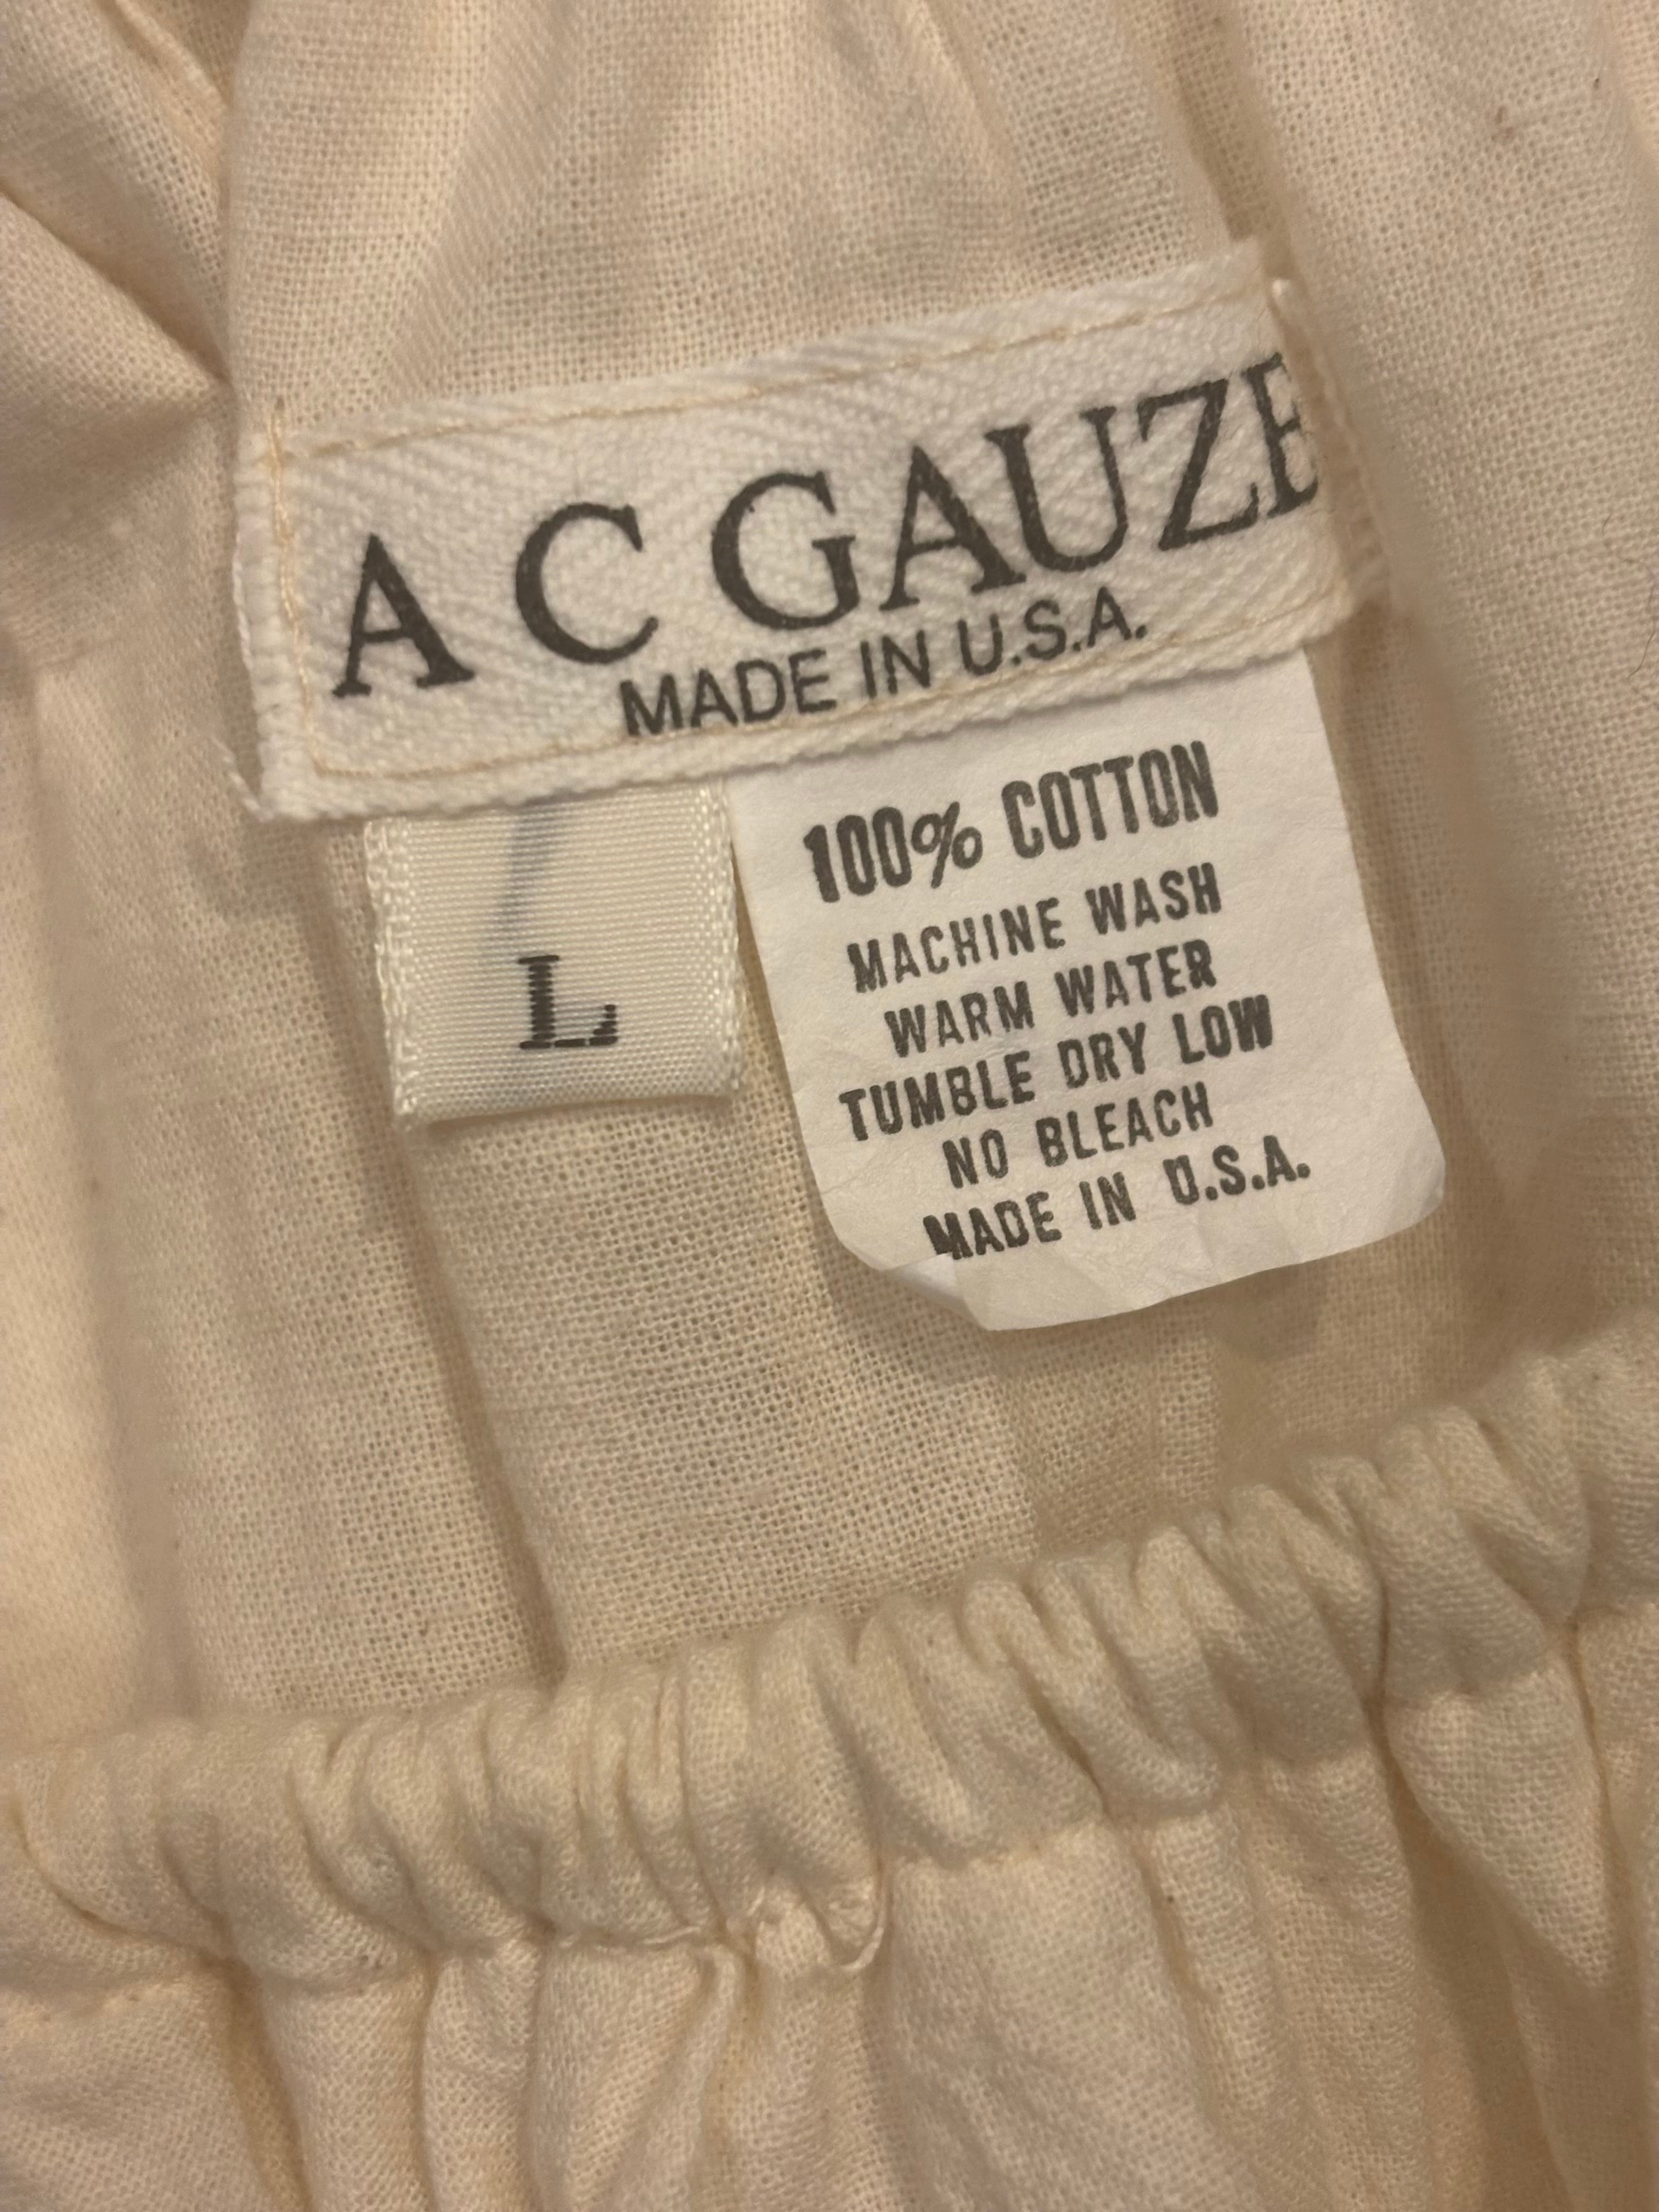 A C GAUZE
MADE IN U.S.A.
L
100% COTTON
MACHINE WASH
WARM WATER
TUMBLE DRY LOW
NO BLEACH
MADE IN U.S.A.